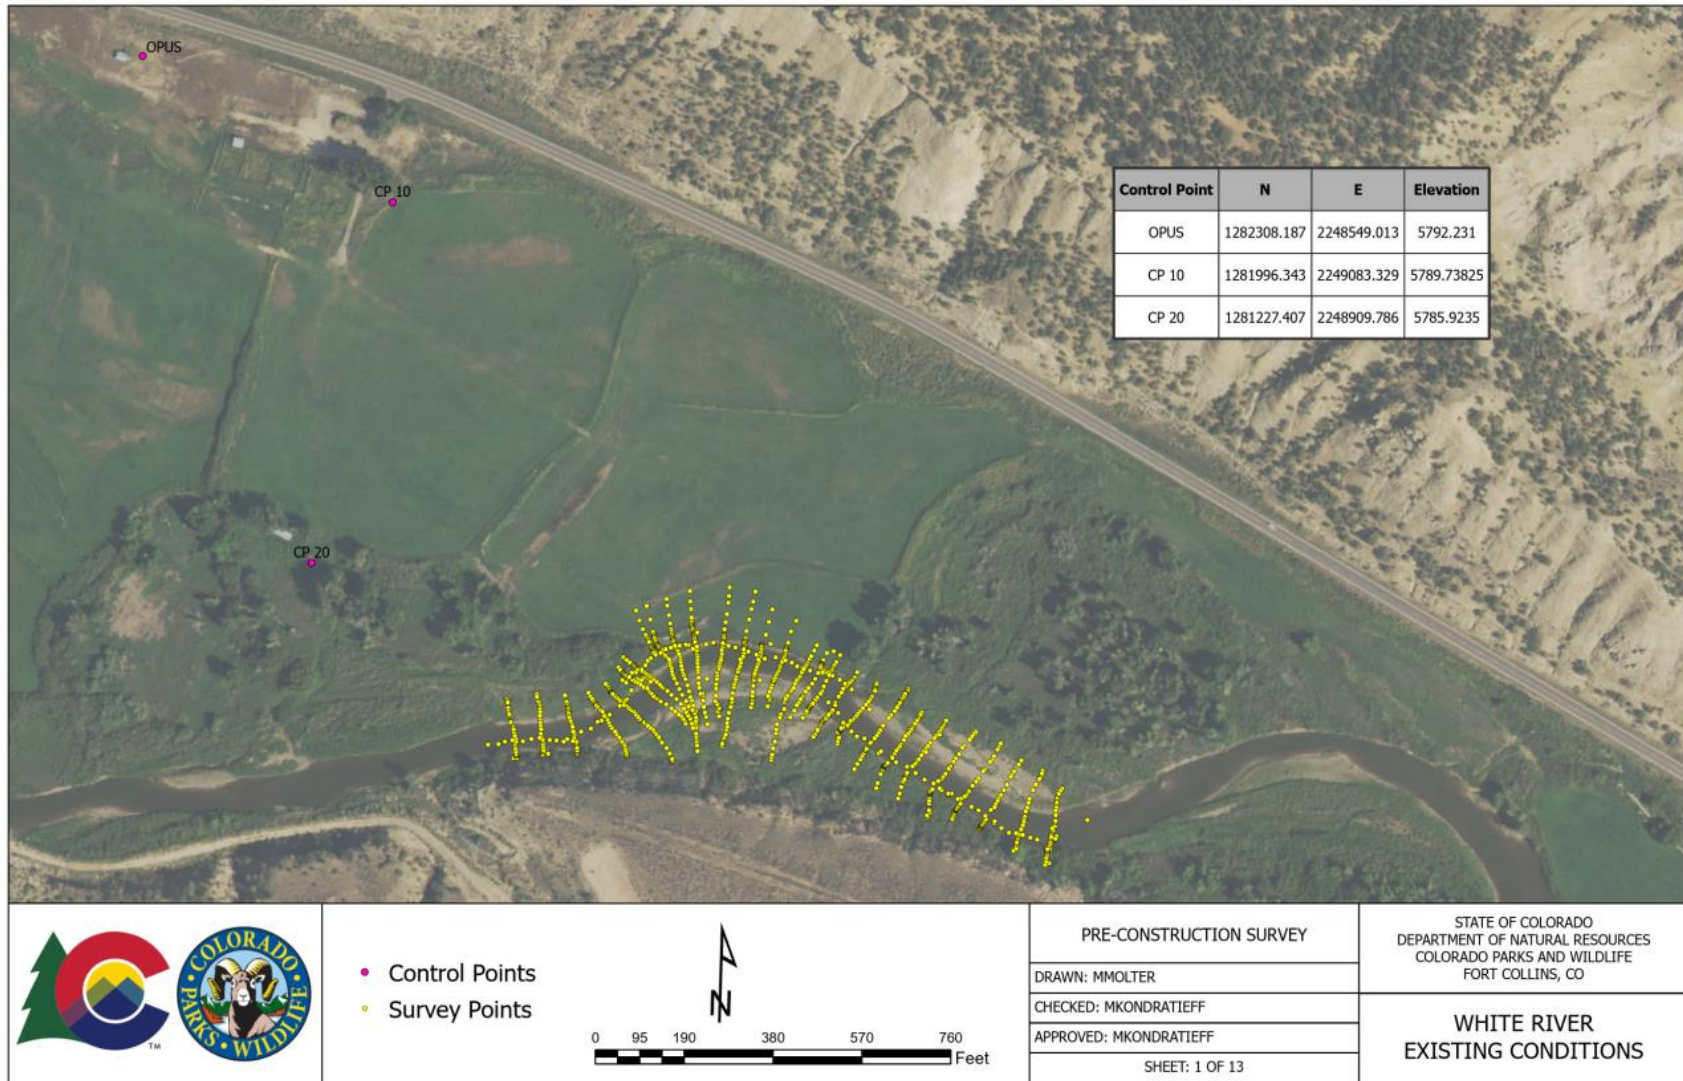 OPUS
CP 10
CP 20
Control Point N E Elevation
OPUS 1282308.187 2248549.013 5792.231
CP 10 1281996.343 2249083.329 5789.73825
CP 20 1281227.407 2248909.786 5785.9235
C
TM
COLORADO
PARKS • WILDLIFE
Control Points
Survey Points
N
0 95 190 380 570 760
Feet
PRE-CONSTRUCTION SURVEY
DRAWN: MMOLTER
CHECKED: MKONDRATIEFF
APPROVED: MKONDRATIEFF
SHEET: 1 OF 13
STATE OF COLORADO
DEPARTMENT OF NATURAL RESOURCES
COLORADO PARKS AND WILDLIFE
FORT COLLINS, CO
WHITE RIVER
EXISTING CONDITIONS